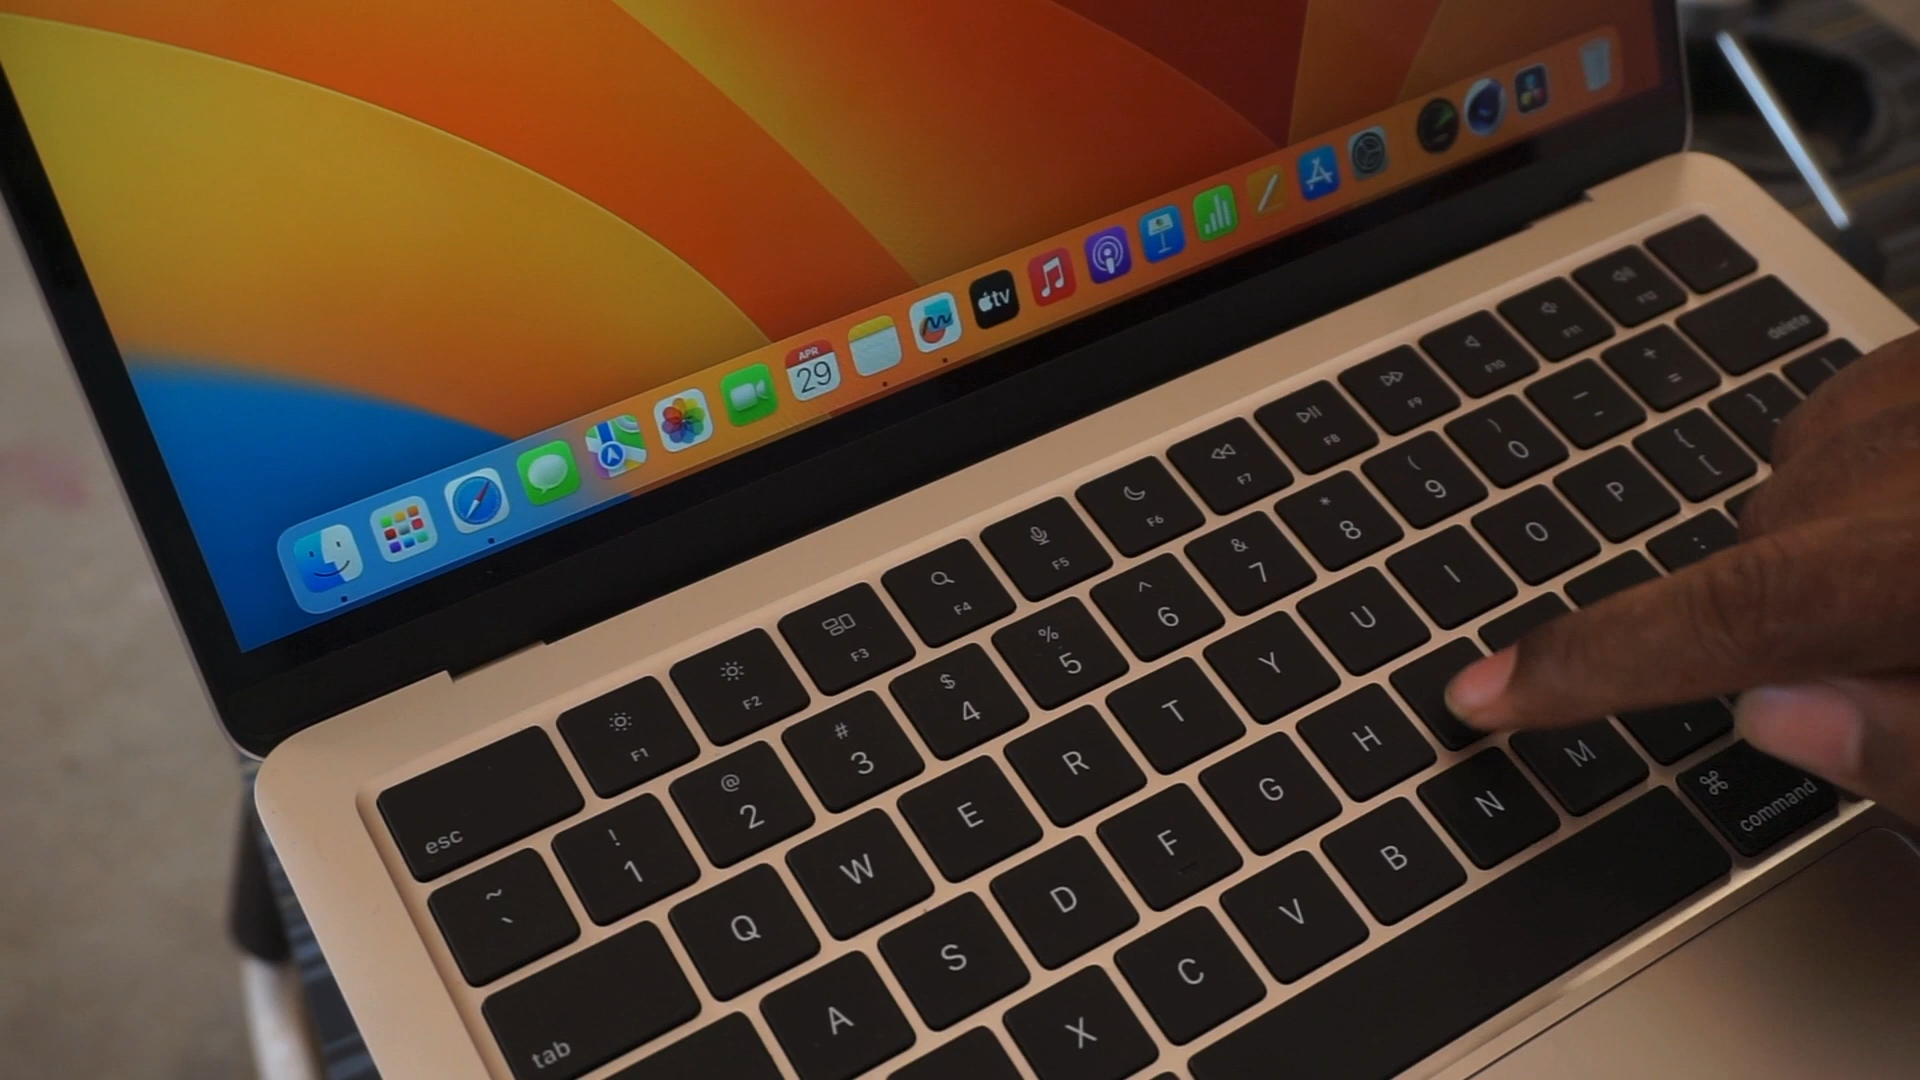 APR
29
tv
esc
F1
F2
F3
F4
F5
F6
F7
F8
F9
F10
F11
F12
~ `
! 1
@ 2
# 3
$ 4
% 5
^ 6
& 7
* 8
( 9
) 0
_ -
+ =
delete
tab
Q
W
E
R
T
Y
U
I
O
P
{ [
}
A
S
D
F
G
H
:
X
C
V
B
N
M
⌘
command